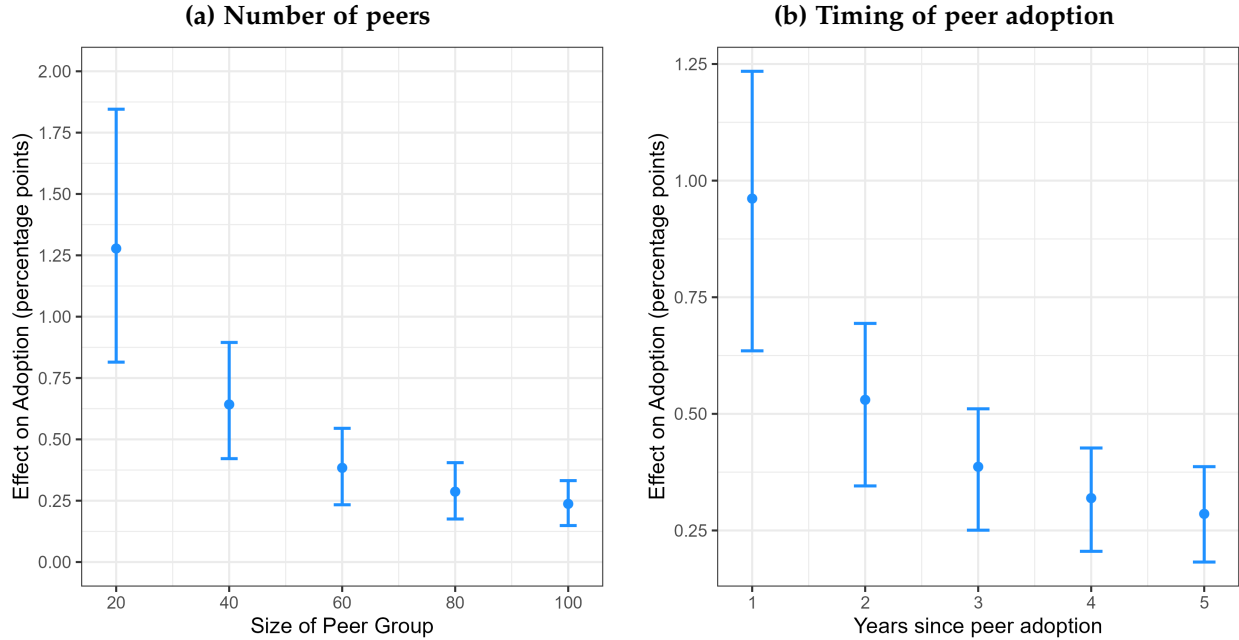 (a) Number of peers
Effect on Adoption (percentage points)
2.00
1.75
1.50
1.25
1.00
0.75
0.50
0.25
0.00
20 40 60 80 100
Size of Peer Group
(b) Timing of peer adoption
Effect on Adoption (percentage points)
1.25
1.00
0.75
0.50
0.25
1 2 3 4 5
Years since peer adoption